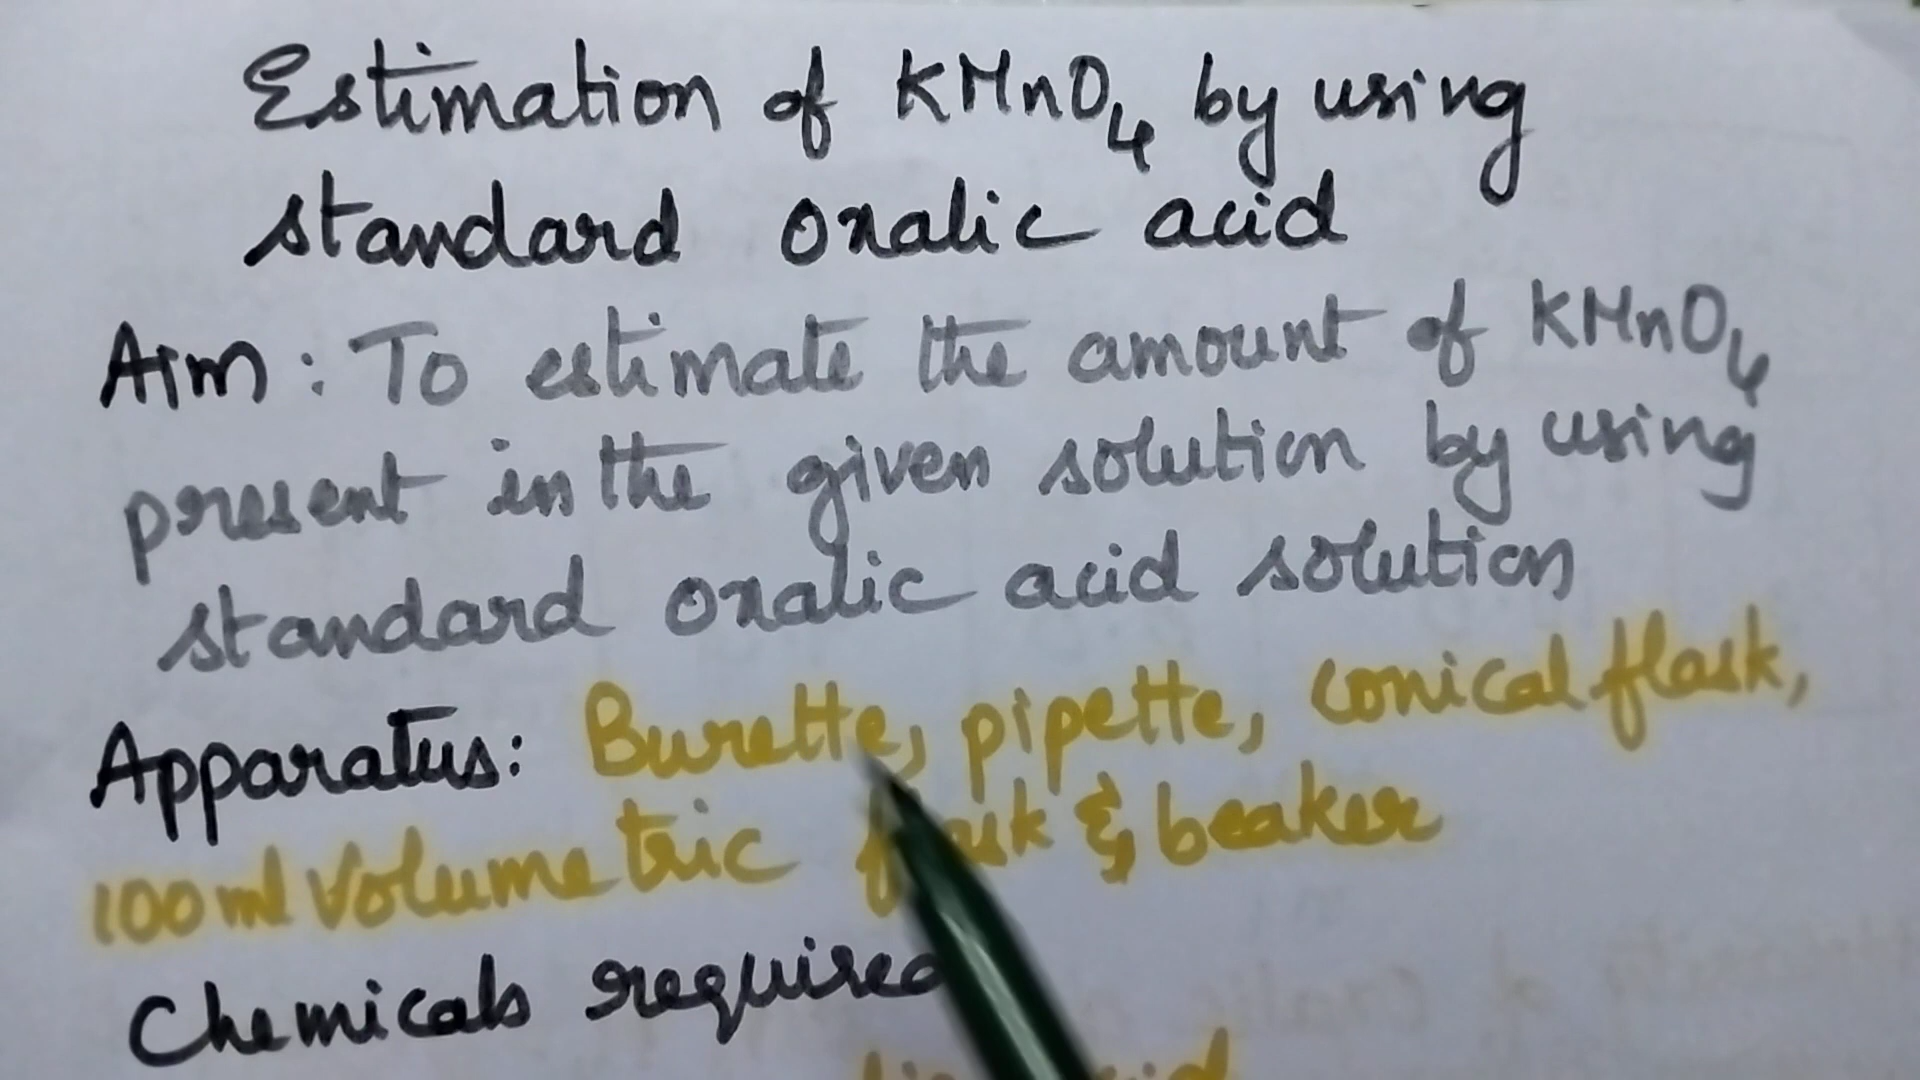 Estimation of KMnO4 by using
standard oxalic acid
Aim: To estimate the amount of KMnO4
present in the given solution by using
standard oxalic acid solution
Apparatus: Burette, pipette, conical flask,
100ml Volumetric & beaker
Chemicals required